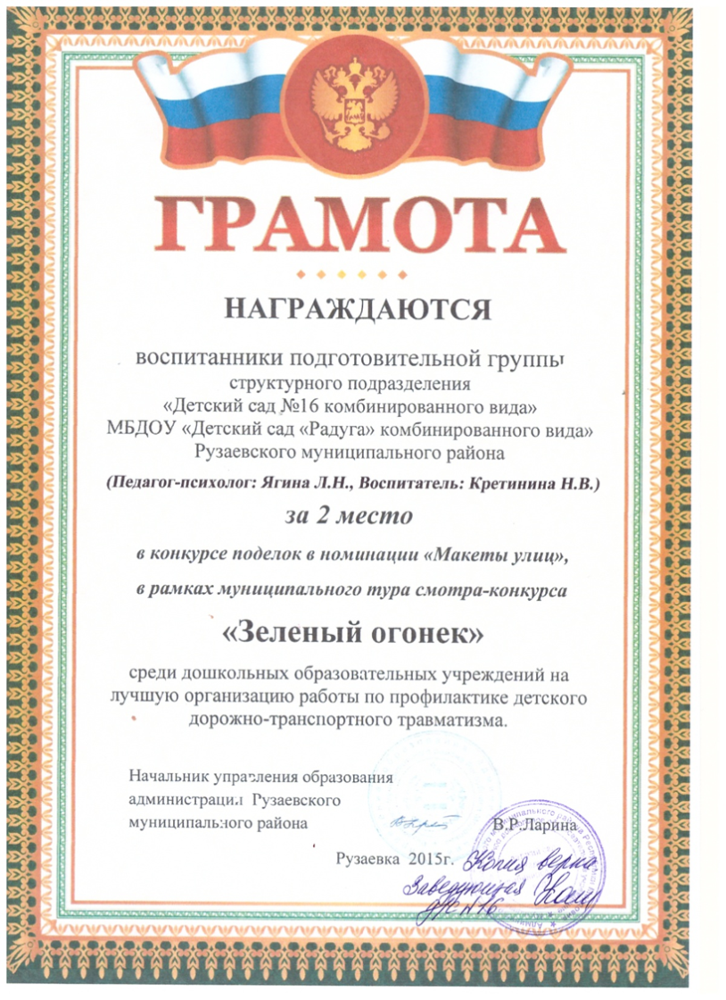 ГРАМОТА
НАГРАЖДАЮТСЯ
воспитанники подготовительной группы
структурного подразделения
«Детский сад №16 комбинированного вида»
МБДОУ «Детский сад «Радуга» комбинированного вида»
Рузаевского муниципального района
(Педагог-психолог: Ягина Л.Н., Воспитатель: Кретинина Н.В.)
за 2 место
в конкурсе поделок в номинации «Макеты улиц»,
в рамках муниципального тура смотра-конкурса
«Зеленый огонек»
среди дошкольных образовательных учреждений на
лучшую организацию работы по профилактике детского
дорожно-транспортного травматизма.
Начальник управления образования
администрации Рузаевского
муниципального района
В.Р.Ларина
Рузаевка 2015г.
Копия верна
Заведующая
д/с №16